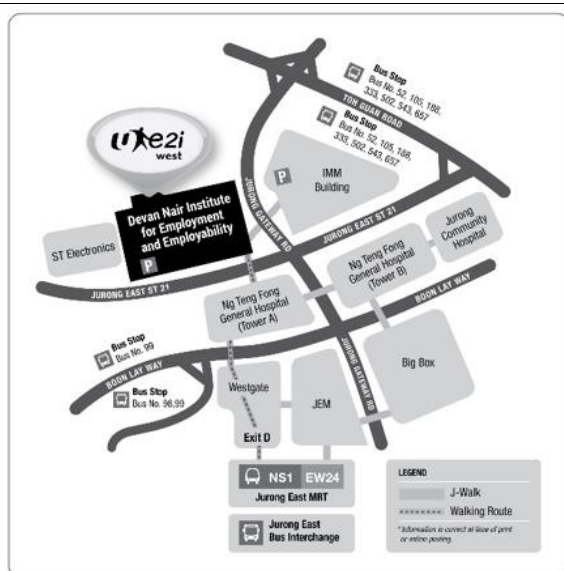 Bus Stop
Bus No. 52, 105, 188,
333, 502, 543, 657
TOH GUAN ROAD
Bus Stop
Bus No. 52, 105, 188,
333, 502, 543, 657
e2i
west
P
IMM
Building
JURONG GATEWAY RD
Devan Nair Institute
for Employment
and Employability
P
ST Electronics
JURONG EAST ST 21
JURONG EAST ST 21
Jurong
Community
Hospital
Ng Teng Fong
General Hospital
(Tower B)
Ng Teng Fong
General Hospital
(Tower A)
BOON LAY WAY
Bus Stop
Bus No. 99
BOON LAY WAY
Bus Stop
Bus No. 98,99
JURONG GATEWAY RD
Big Box
Westgate
JEM
Exit D
NS1 EW24
Jurong East MRT
Jurong East
Bus Interchange
LEGEND
J-Walk
Walking Route
* Information is correct at time of print
or online posting.